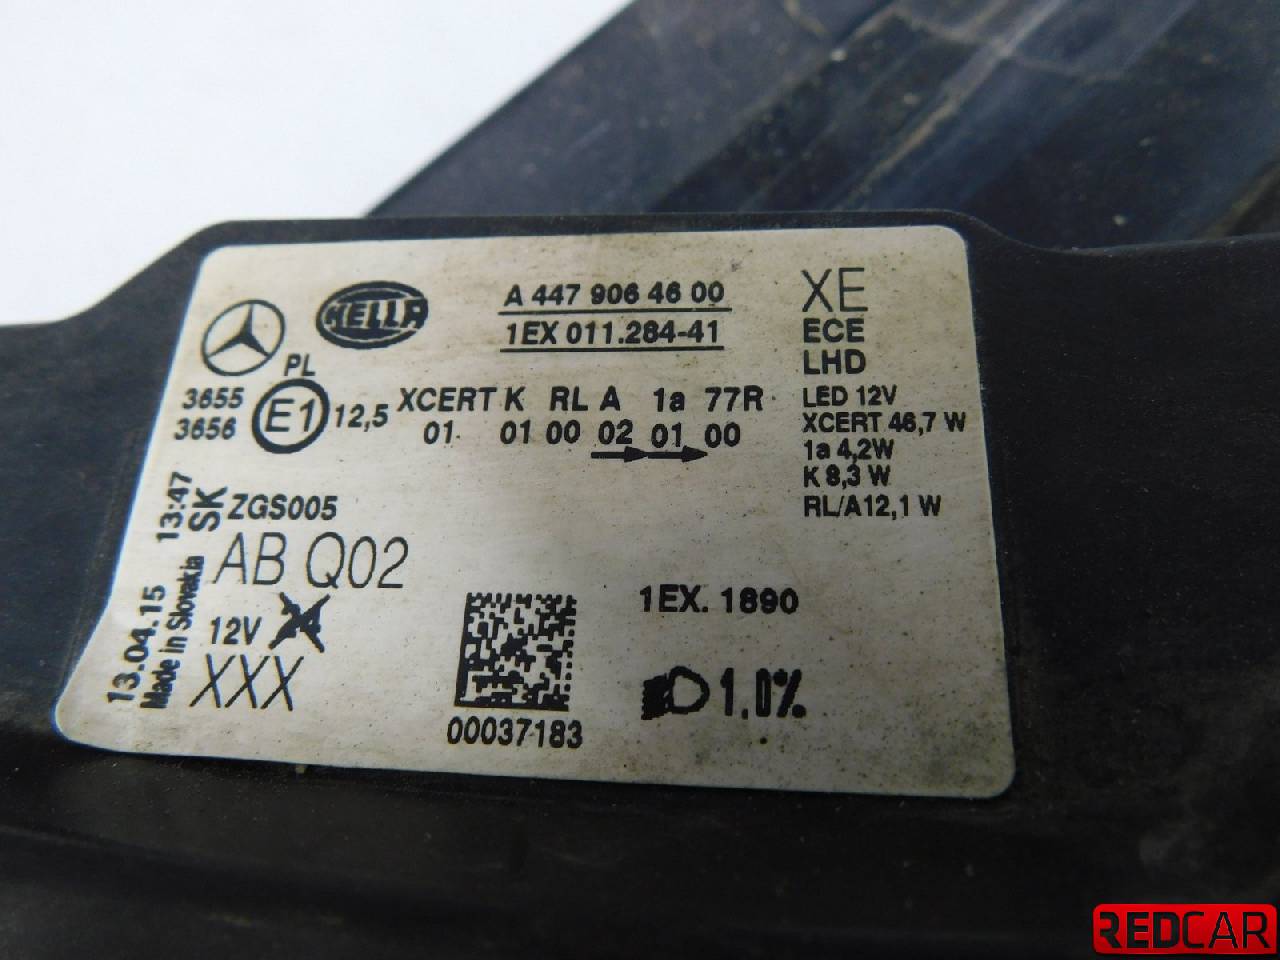 HELLA
A 447 906 46 00
1EX 011.284-41
XE
ECE
LHD
LED 12V
XCERT 46,7 W
1a 4,2W
K 8,3 W
RL/A12,1 W
PL
3655
3656
E1
12,5
XCERT K RL A 1a 77R
01 01 00 02 01 00
SK ZGS005
AB Q02
12V
XXX
13.04.15 13:47
Made in Slovakia
00037183
1EX. 1890
1.0%
REDCAR